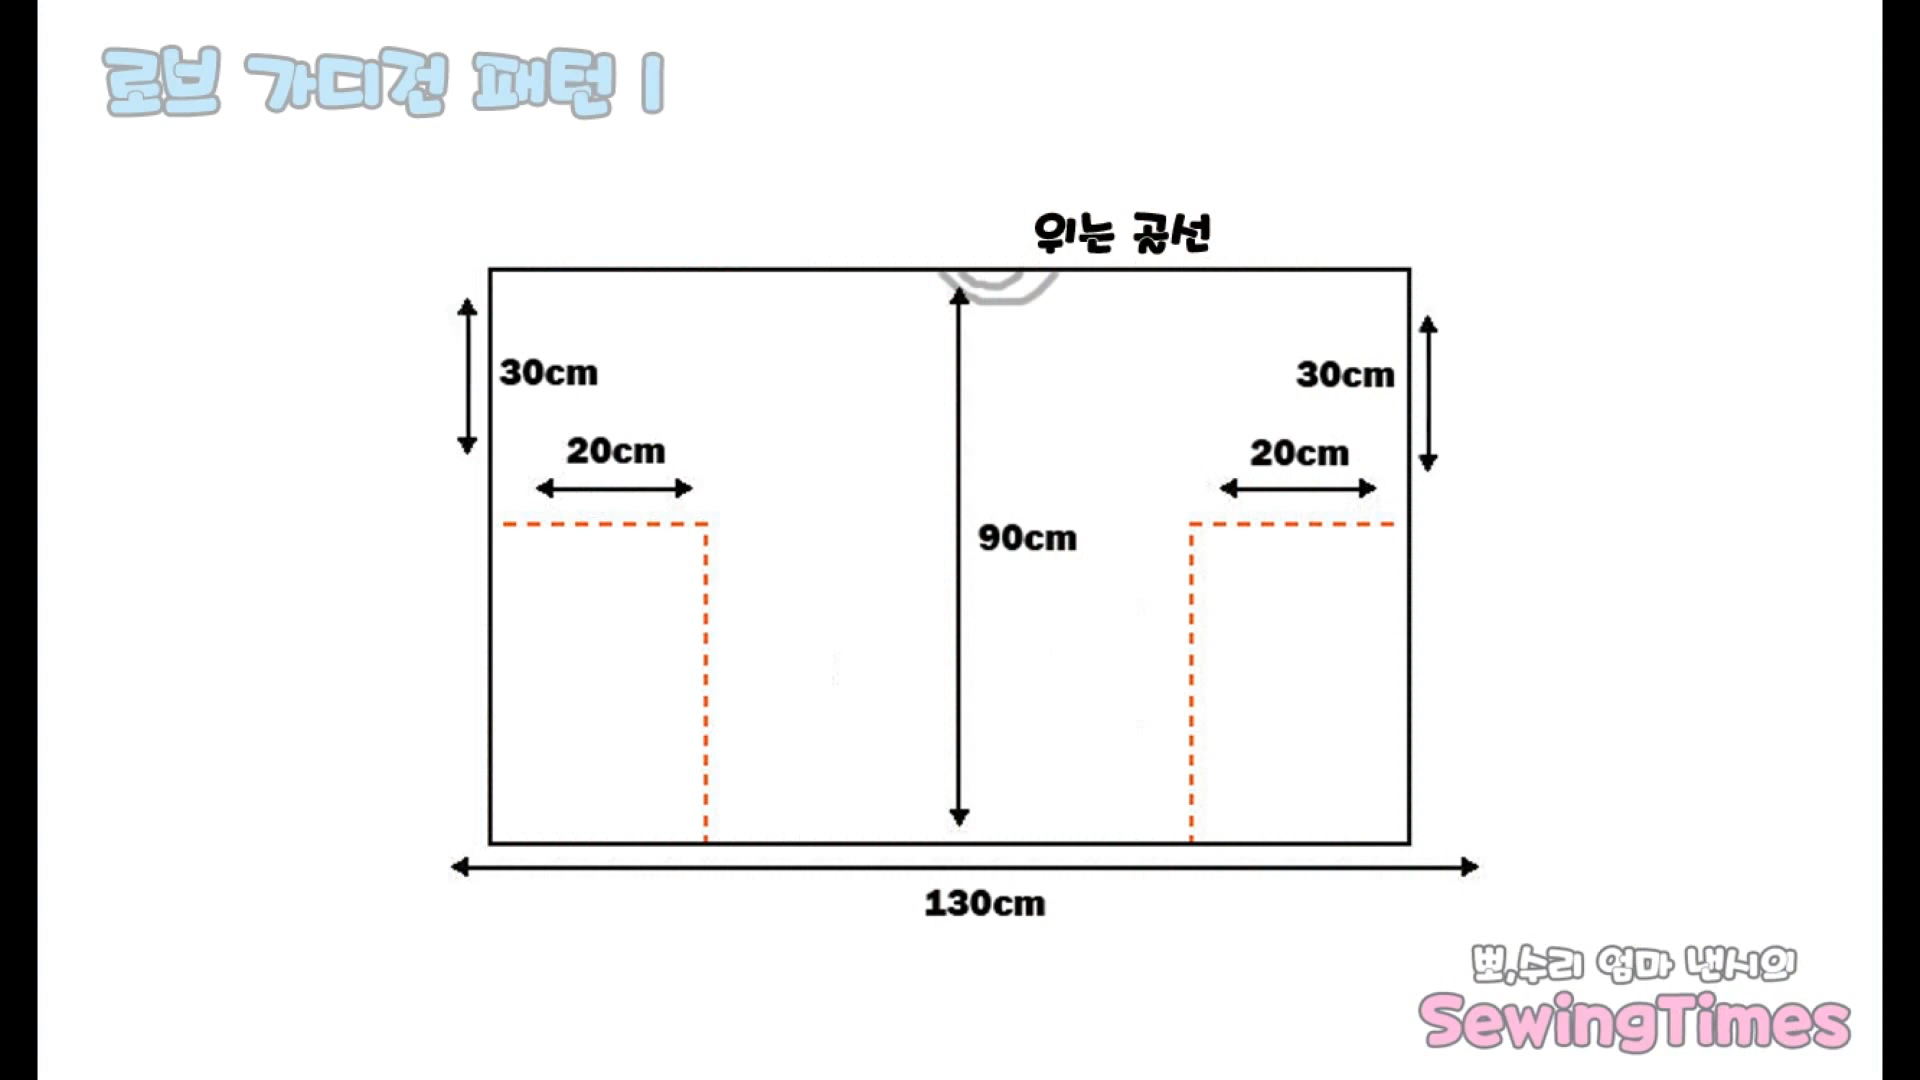 로브 가디건 패턴 1
위는 골선
30cm
30cm
20cm
20cm
90cm
130cm
뽀,수리 엄마 낸시의
SewingTimes